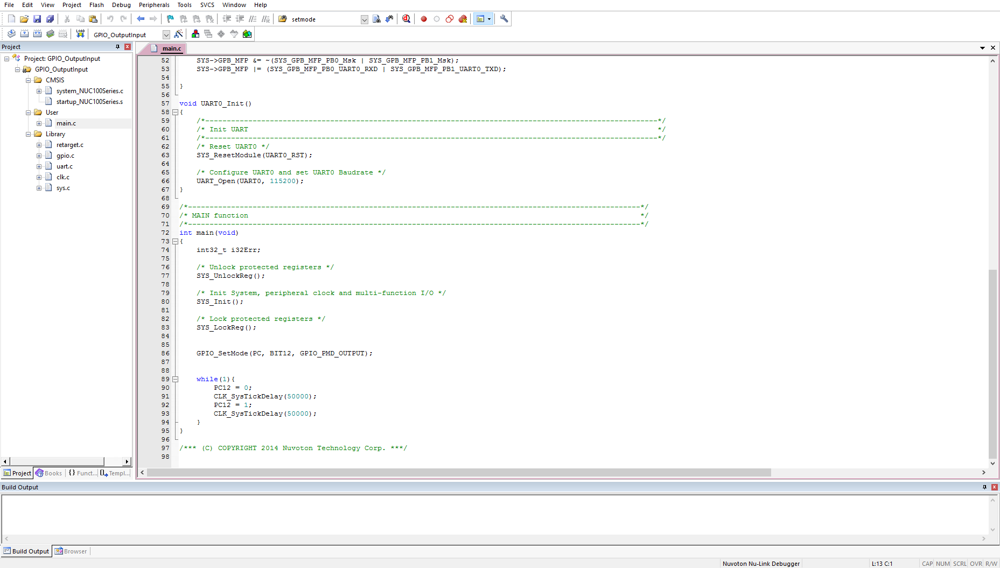 File Edit View Project Flash Debug Peripherals Tools SVCS Window Help
setmode
LOAD
GPIO_OutputInput
Project
Project: GPIO_OutputInput
GPIO_OutputInput
CMSIS
system_NUC100Series.c
startup_NUC100Series.s
User
main.c
Library
retarget.c
gpio.c
uart.c
clk.c
sys.c
Project Books {} Funct... Templ...
main.c
52 SYS->GPB_MFP &= ~(SYS_GPB_MFP_PB0_Msk | SYS_GPB_MFP_PB1_Msk);
53 SYS->GPB_MFP |= (SYS_GPB_MFP_PB0_UART0_RXD | SYS_GPB_MFP_PB1_UART0_TXD);
54
55 }
56
57 void UART0_Init()
58 {
59 /*---------------------------------------------------------------------------------------------------------*/
60 /* Init UART */
61 /*---------------------------------------------------------------------------------------------------------*/
62 /* Reset UART0 */
63 SYS_ResetModule(UART0_RST);
64
65 /* Configure UART0 and set UART0 Baudrate */
66 UART_Open(UART0, 115200);
67 }
68
69 /*---------------------------------------------------------------------------------------------------------*/
70 /* MAIN function */
71 /*---------------------------------------------------------------------------------------------------------*/
72 int main(void)
73 {
74 int32_t i32Err;
75
76 /* Unlock protected registers */
77 SYS_UnlockReg();
78
79 /* Init System, peripheral clock and multi-function I/O */
80 SYS_Init();
81
82 /* Lock protected registers */
83 SYS_LockReg();
84
85
86 GPIO_SetMode(PC, BIT12, GPIO_PMD_OUTPUT);
87
88
89 while(1){
90 PC12 = 0;
91 CLK_SysTickDelay(50000);
92 PC12 = 1;
93 CLK_SysTickDelay(50000);
94 }
95 }
96
97 /*** (C) COPYRIGHT 2014 Nuvoton Technology Corp. ***/
98
Build Output
Build Output Browser
Nuvoton Nu-Link Debugger L:13 C:1 CAP NUM SCRL OVR R/W